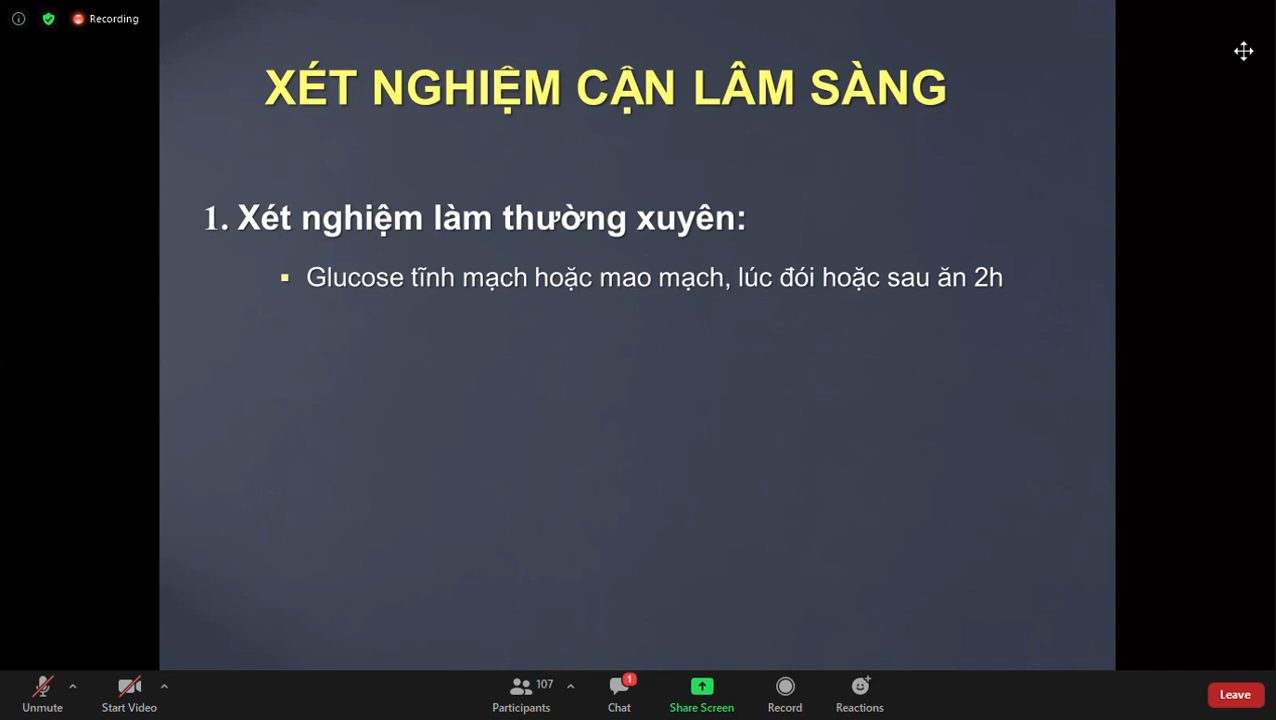 Recording
XÉT NGHIỆM CẬN LÂM SÀNG
1. Xét nghiệm làm thường xuyên:
▪ Glucose tĩnh mạch hoặc mao mạch, lúc đói hoặc sau ăn 2h
Unmute
Start Video
107
Participants
1
Chat
Share Screen
Record
Reactions
Leave